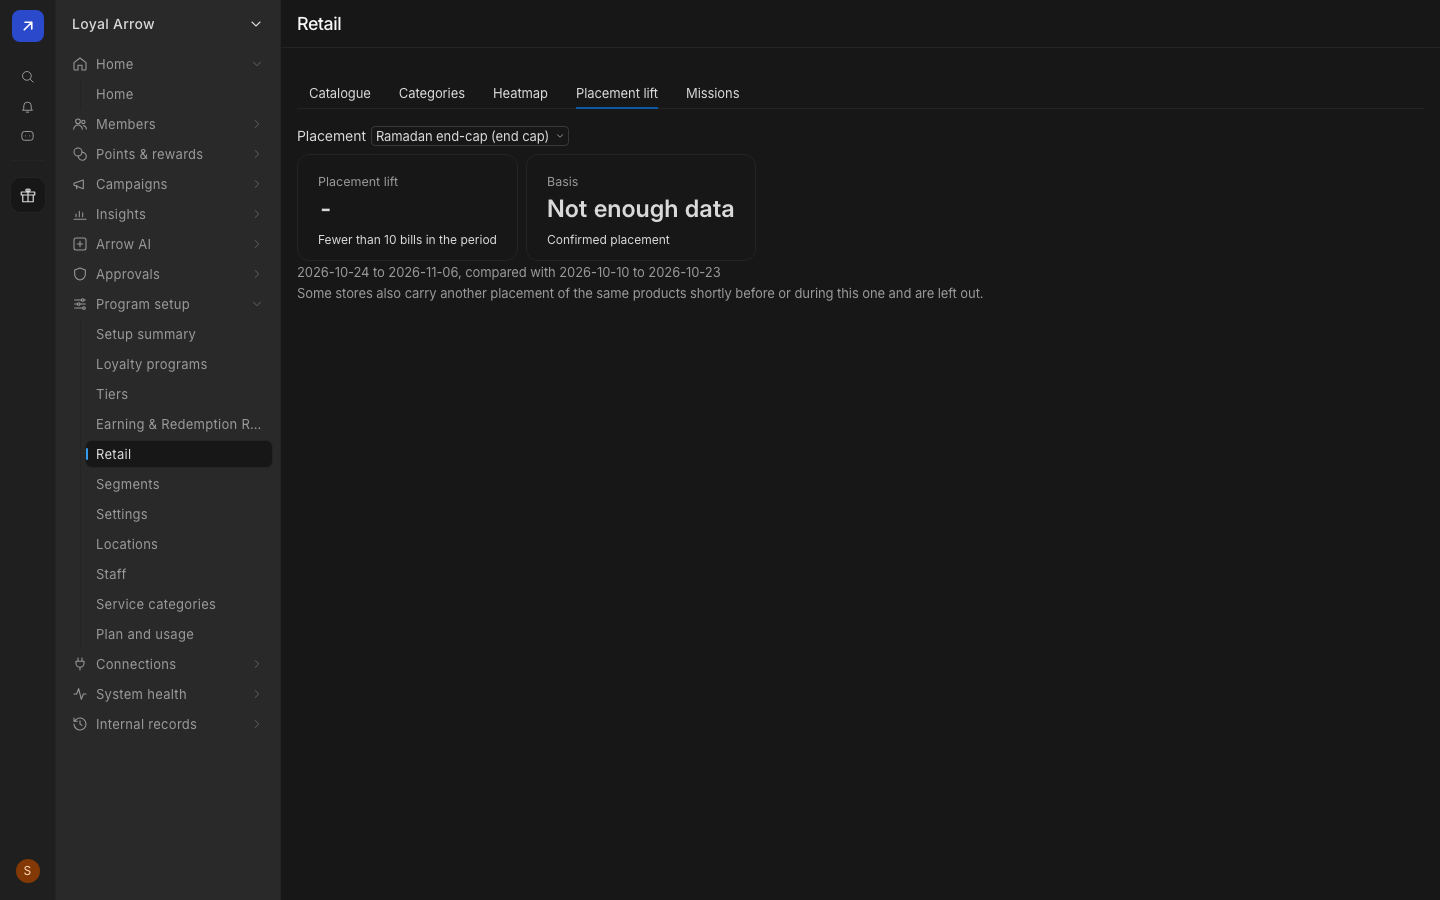 Loyal Arrow
Home
Home
Members
Points & rewards
Campaigns
Insights
Arrow AI
Approvals
Program setup
Setup summary
Loyalty programs
Tiers
Earning & Redemption R...
Retail
Segments
Settings
Locations
Staff
Service categories
Plan and usage
Connections
System health
Internal records
S
Retail
Catalogue Categories Heatmap Placement lift Missions
Placement Ramadan end-cap (end cap)
Placement lift
-
Fewer than 10 bills in the period
Basis
Not enough data
Confirmed placement
2026-10-24 to 2026-11-06, compared with 2026-10-10 to 2026-10-23
Some stores also carry another placement of the same products shortly before or during this one and are left out.